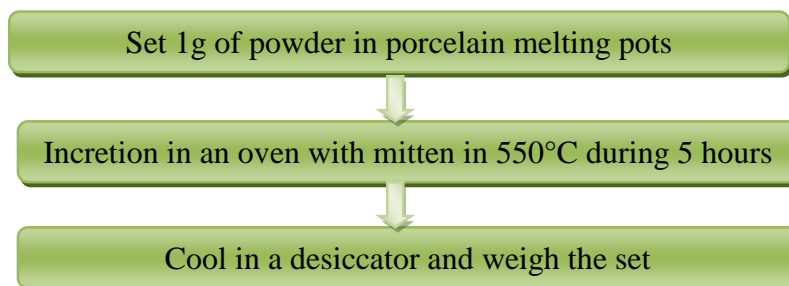 Set 1g of powder in porcelain melting pots
Incretion in an oven with mitten in 550°C during 5 hours
Cool in a desiccator and weigh the set